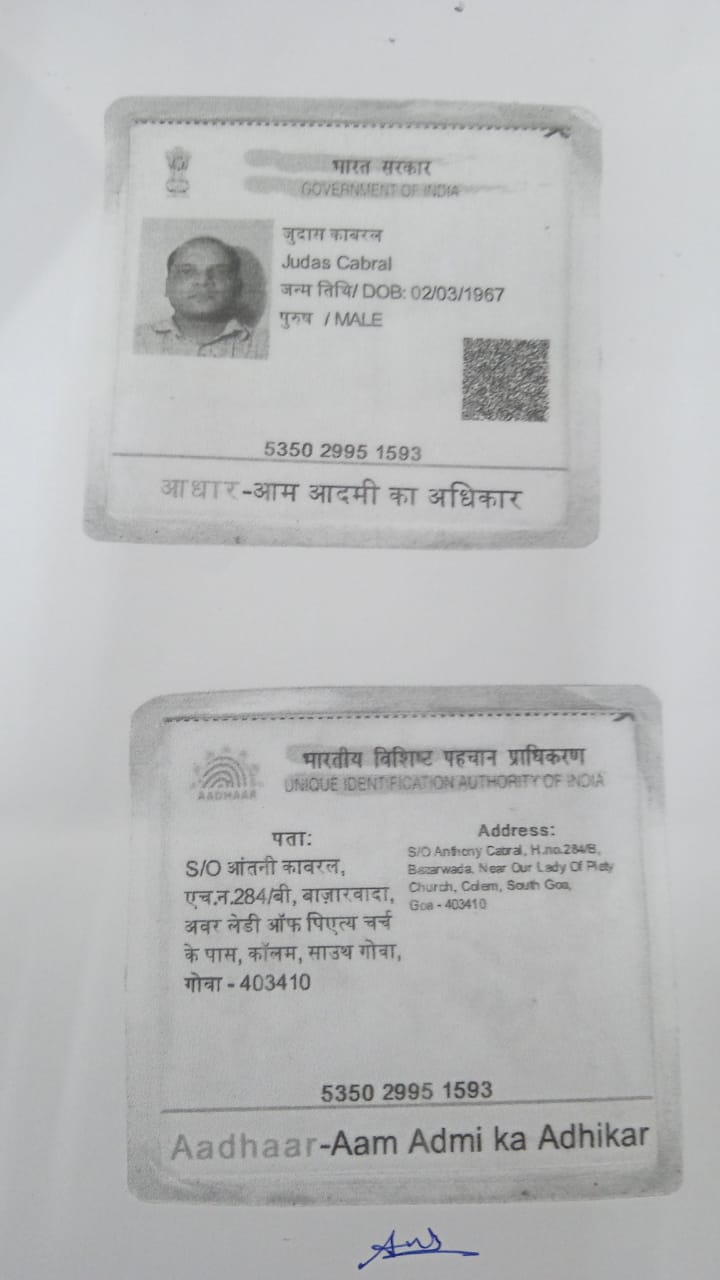 भारत सरकार
GOVERNMENT OF INDIA
जुदास काबरल
Judas Cabral
जन्म तिथि/ DOB: 02/03/1967
पुरुष / MALE
5350 2995 1593
आधार-आम आदमी का अधिकार
भारतीय विशिष्ट पहचान प्राधिकरण
UNIQUE IDENTIFICATION AUTHORITY OF INDIA
AADHAAR
पता:
S/O आंतनी कावरल,
एच.न.284/बी, बाज़ारवादा,
अवर लेडी ऑफ पिएत्य चर्च
के पास, कॉलम, साउथ गोवा,
गोवा - 403410
Address:
S/O Anthony Cabral, H.no.284/B,
Bazarwada, Near Our Lady Of Piety
Church, Colem, South Goa,
Goa - 403410
5350 2995 1593
Aadhaar-Aam Admi ka Adhikar